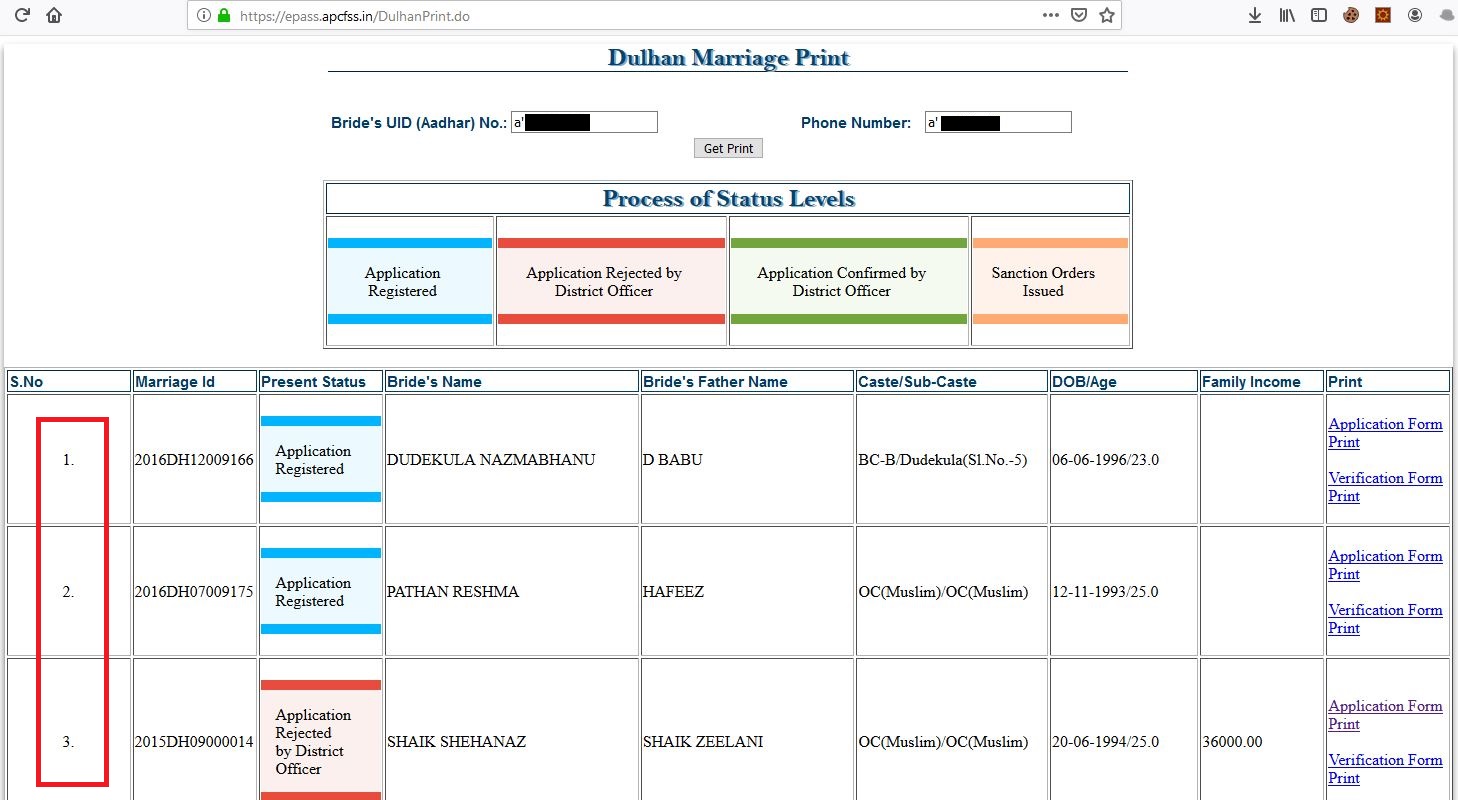 https://epass.apcfss.in/DulhanPrint.do
Dulhan Marriage Print
Bride's UID (Aadhar) No.: a'
Phone Number: a'
Get Print
Process of Status Levels
Application Registered
Application Rejected by District Officer
Application Confirmed by District Officer
Sanction Orders Issued
S.No Marriage Id Present Status Bride's Name Bride's Father Name Caste/Sub-Caste DOB/Age Family Income Print
1. 2016DH12009166 Application Registered DUDEKULA NAZMABHANU D BABU BC-B/Dudekula(Sl.No.-5) 06-06-1996/23.0 Application Form Print Verification Form Print
2. 2016DH07009175 Application Registered PATHAN RESHMA HAFEEZ OC(Muslim)/OC(Muslim) 12-11-1993/25.0 Application Form Print Verification Form Print
3. 2015DH09000014 Application Rejected by District Officer SHAIK SHEHANAZ SHAIK ZEELANI OC(Muslim)/OC(Muslim) 20-06-1994/25.0 36000.00 Application Form Print Verification Form Print